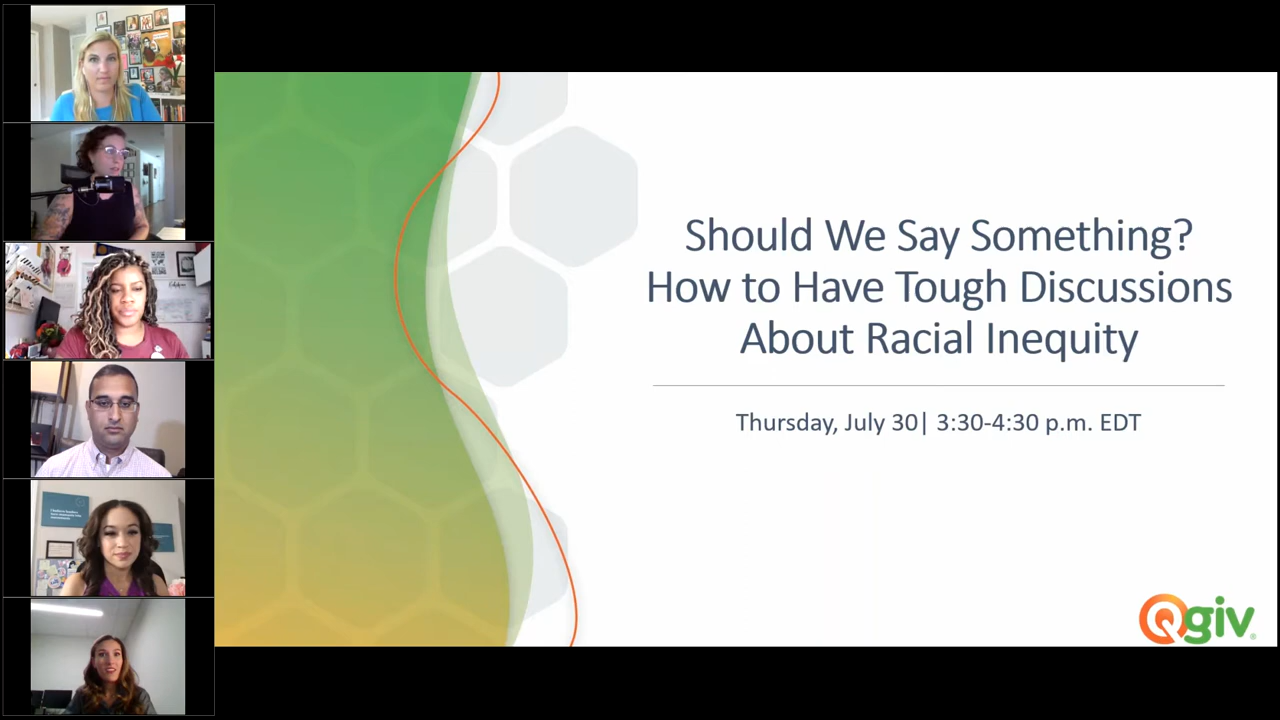 Should We Say Something?
How to Have Tough Discussions
About Racial Inequity
Thursday, July 30| 3:30-4:30 p.m. EDT
Qgiv